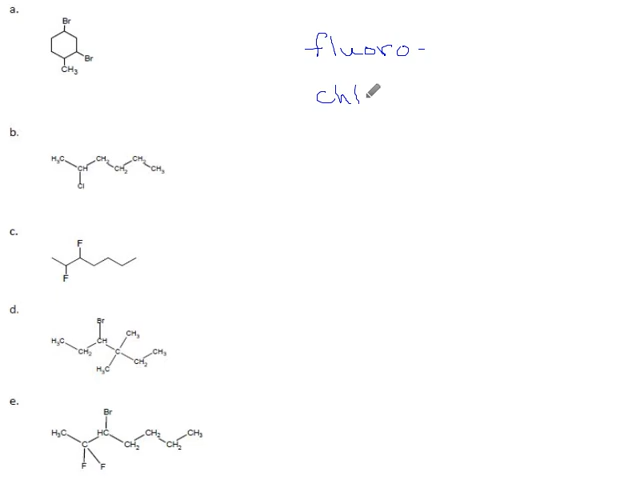 a.
Br
Br
CH3
fluoro-
chl
b.
H3C CH CH2 CH2 CH2 CH3
Cl
c.
F
F
d.
Br
H3C CH2 CH C CH3
H3C CH2 CH3
e.
Br
H3C C HC CH2 CH2 CH2 CH3
F F